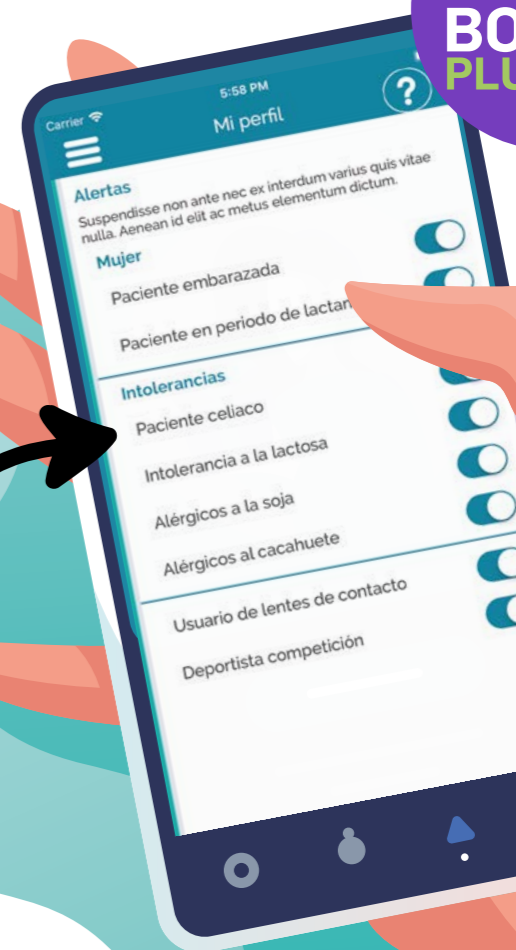 BO
PLU
Carrier
5:58 PM
Mi perfil
?
Alertas
Suspendisse non ante nec ex interdum varius quis vitae
nulla. Aenean id elit ac metus elementum dictum.
Mujer
Paciente embarazada
Paciente en periodo de lactan
Intolerancias
Paciente celiaco
Intolerancia a la lactosa
Alérgicos a la soja
Alérgicos al cacahuete
Usuario de lentes de contacto
Deportista competición